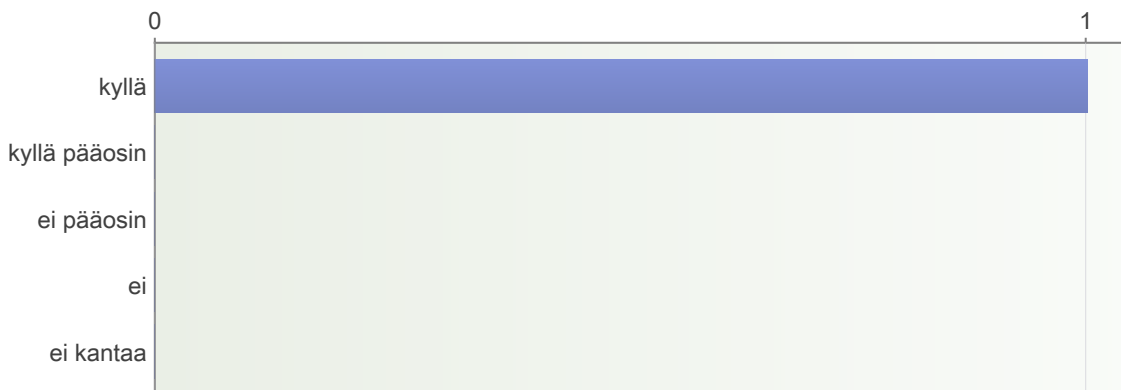 0 1
kyllä
kyllä pääosin
ei pääosin
ei
ei kantaa